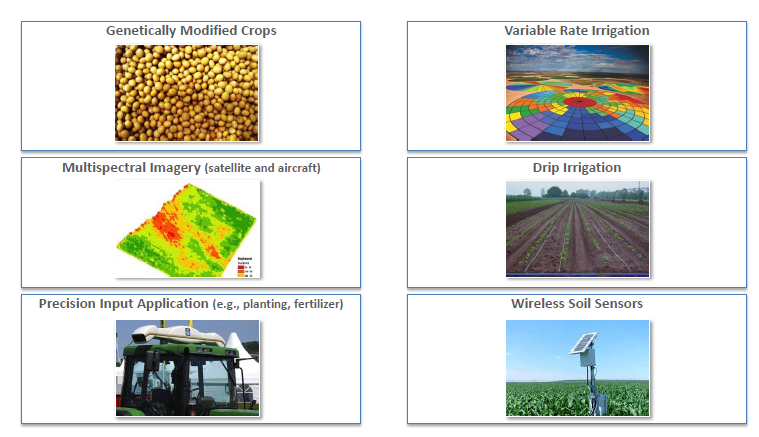 Genetically Modified Crops
Variable Rate Irrigation
Multispectral Imagery (satellite and aircraft)
Drip Irrigation
Precision Input Application (e.g., planting, fertilizer)
Wireless Soil Sensors